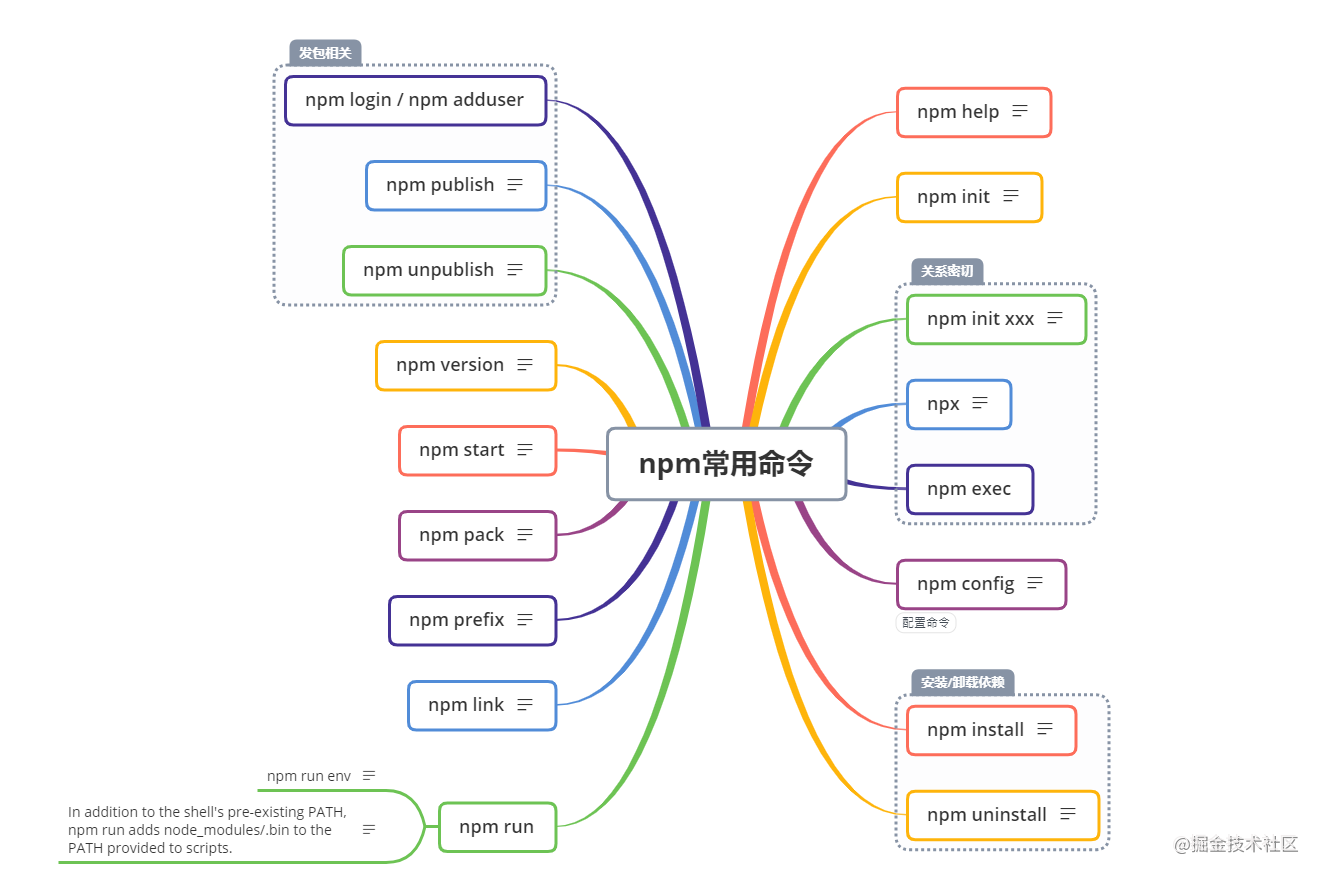 npm常用命令
发包相关
npm login / npm adduser
npm publish
npm unpublish
npm version
npm start
npm pack
npm prefix
npm link
npm run
npm run env
In addition to the shell's pre-existing PATH,
npm run adds node_modules/.bin to the
PATH provided to scripts.
npm help
npm init
关系密切
npm init xxx
npx
npm exec
npm config
配置命令
安装/卸载依赖
npm install
npm uninstall
@掘金技术社区